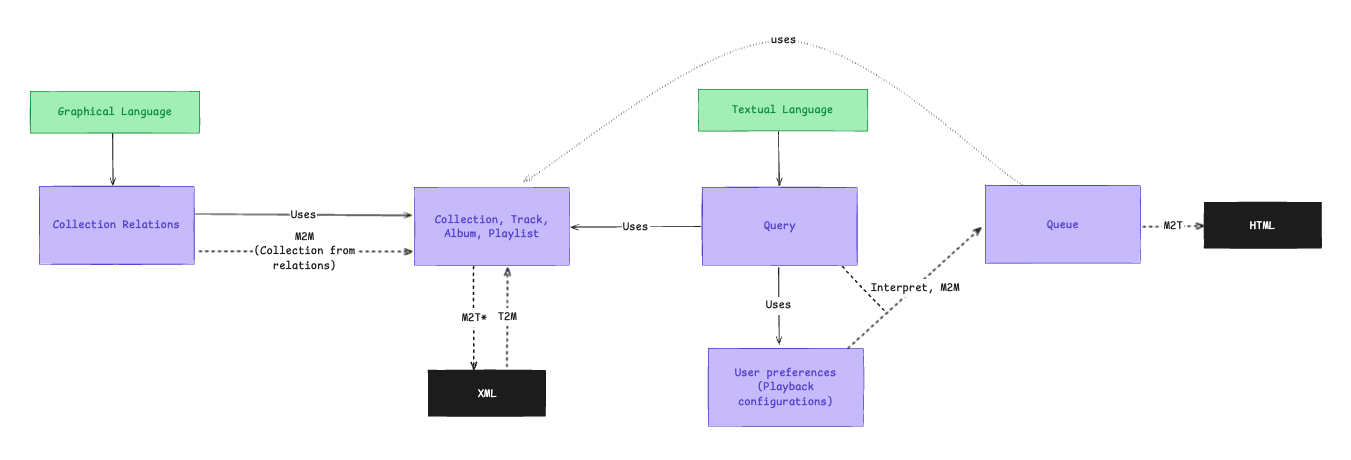 uses
Graphical Language
Textual Language
Collection Relations
Uses
M2M
(Collection from
relations)
Collection, Track,
Album, Playlist
Uses
Query
Queue
M2T
HTML
Interpret, M2M
Uses
M2T*
T2M
User preferences
(Playback
configurations)
XML